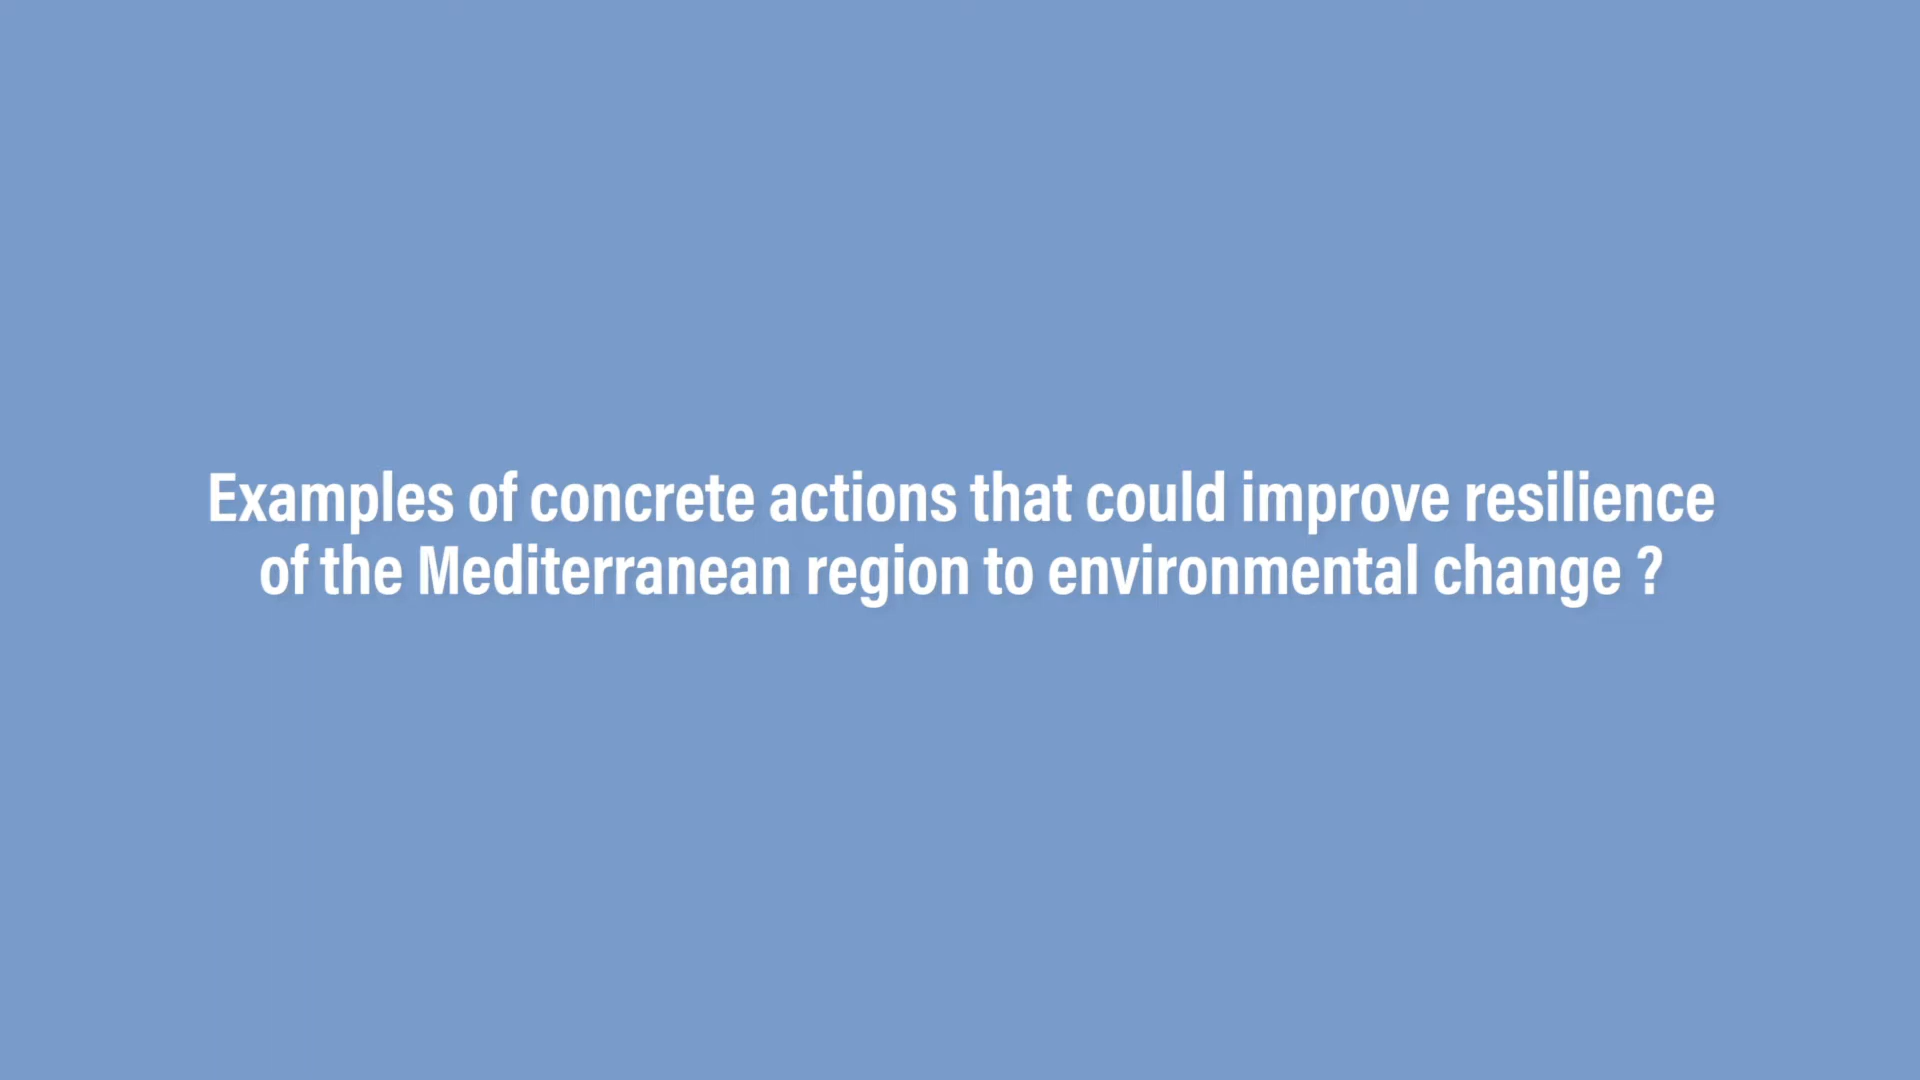 Examples of concrete actions that could improve resilience
of the Mediterranean region to environmental change ?